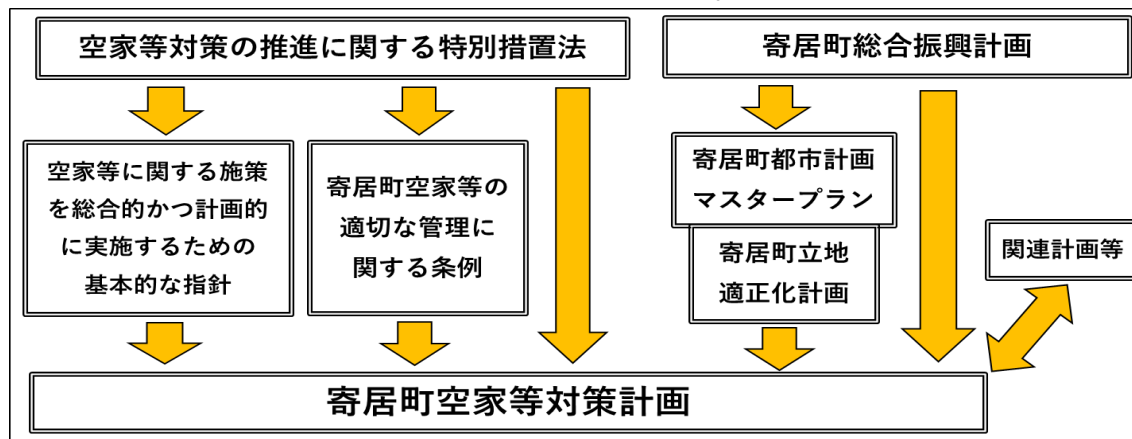 空家等対策の推進に関する特別措置法
寄居町総合振興計画
空家等に関する施策
を総合的かつ計画的
に実施するための
基本的な指針
寄居町空家等の
適切な管理に
関する条例
寄居町都市計画
マスタープラン
寄居町立地
適正化計画
関連計画等
寄居町空家等対策計画